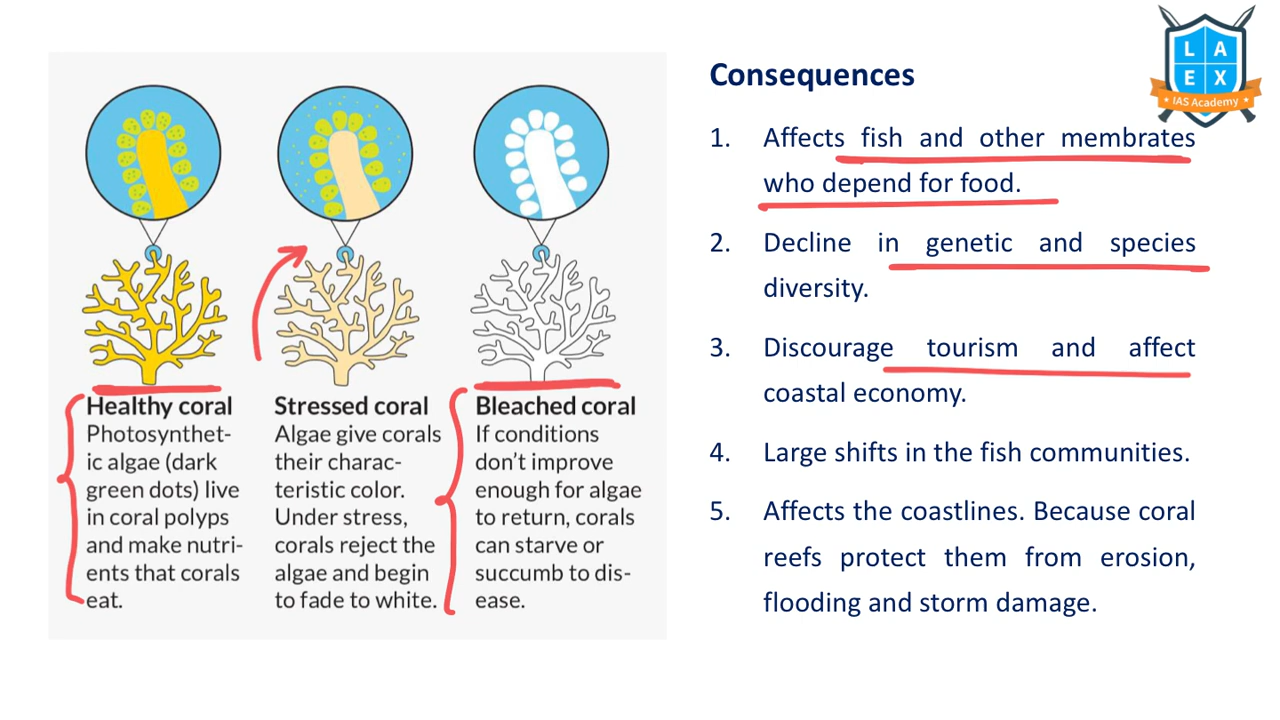 Healthy coral
Photosynthet-
ic algae (dark
green dots) live
in coral polyps
and make nutri-
ents that corals
eat.
Stressed coral
Algae give corals
their charac-
teristic color.
Under stress,
corals reject the
algae and begin
to fade to white.
Bleached coral
If conditions
don't improve
enough for algae
to return, corals
can starve or
succumb to dis-
ease.
Consequences
1. Affects fish and other membrates
who depend for food.
2. Decline in genetic and species
diversity.
3. Discourage tourism and affect
coastal economy.
4. Large shifts in the fish communities.
5. Affects the coastlines. Because coral
reefs protect them from erosion,
flooding and storm damage.
L A
E X
IAS Academy